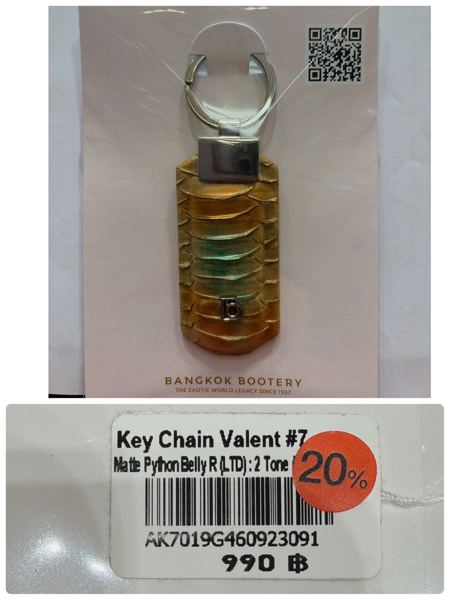 BANGKOK BOOTERY
THE EXOTIC WORLD LEGACY SINCE 1937
Key Chain Valent #7
Matte Python Belly R (LTD) : 2 Tone
20%
AK7019G460923091
990 ฿